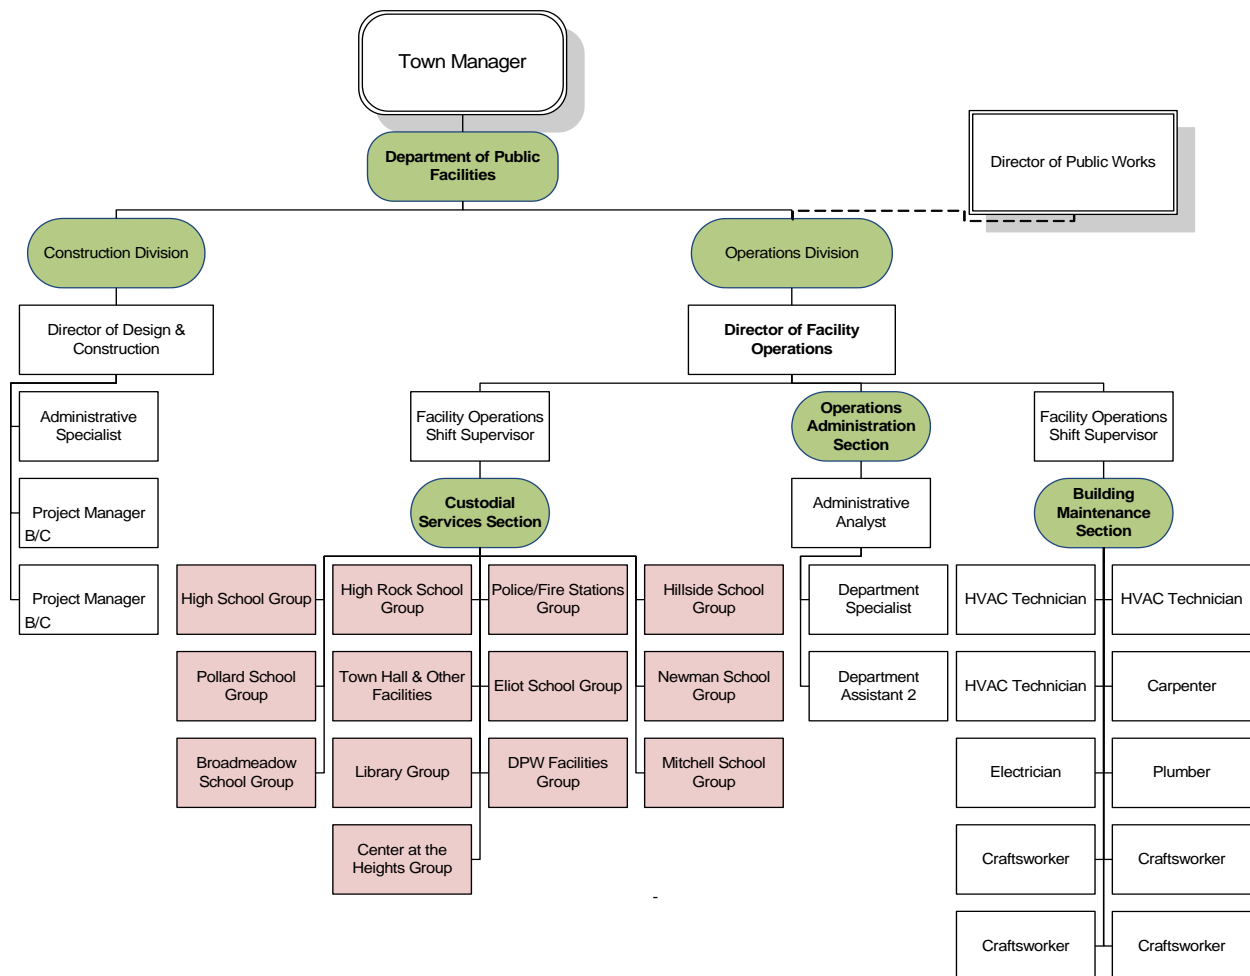 Town Manager
Department of Public
Facilities
Director of Public Works
Construction Division
Operations Division
Director of Design &
Construction
Director of Facility
Operations
Administrative
Specialist
Project Manager
B/C
Project Manager
B/C
Facility Operations
Shift Supervisor
Operations
Administration
Section
Facility Operations
Shift Supervisor
Custodial
Services Section
Administrative
Analyst
Building
Maintenance
Section
High School Group
High Rock School
Group
Police/Fire Stations
Group
Hillside School
Group
Pollard School
Group
Town Hall & Other
Facilities
Eliot School Group
Newman School
Group
Broadmeadow
School Group
Library Group
DPW Facilities
Group
Mitchell School
Group
Center at the
Heights Group
Department
Specialist
Department
Assistant 2
HVAC Technician
HVAC Technician
HVAC Technician
Carpenter
Electrician
Plumber
Craftsworker
Craftsworker
Craftsworker
Craftsworker
-